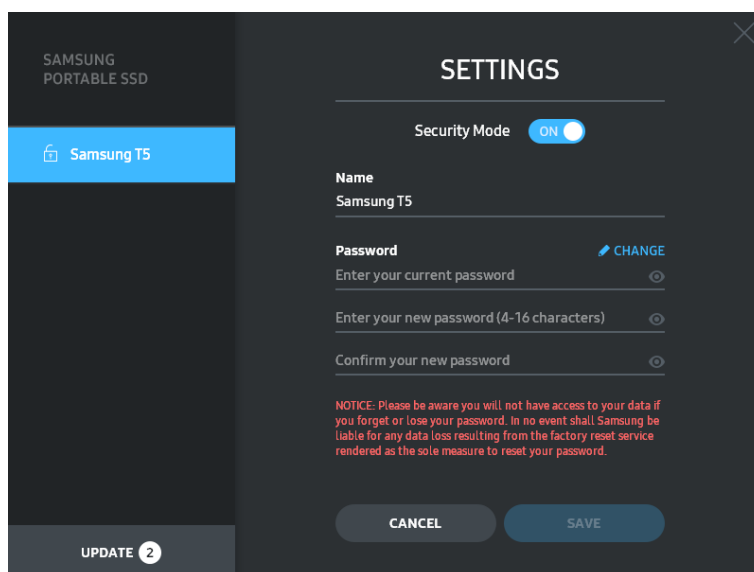 SAMSUNG
PORTABLE SSD
Samsung T5
UPDATE 2
SETTINGS
Security Mode ON
Name
Samsung T5
Password CHANGE
Enter your current password
Enter your new password (4-16 characters)
Confirm your new password
NOTICE: Please be aware you will not have access to your data if
you forget or lose your password. In no event shall Samsung be
liable for any data loss resulting from the factory reset service
rendered as the sole measure to reset your password.
CANCEL SAVE